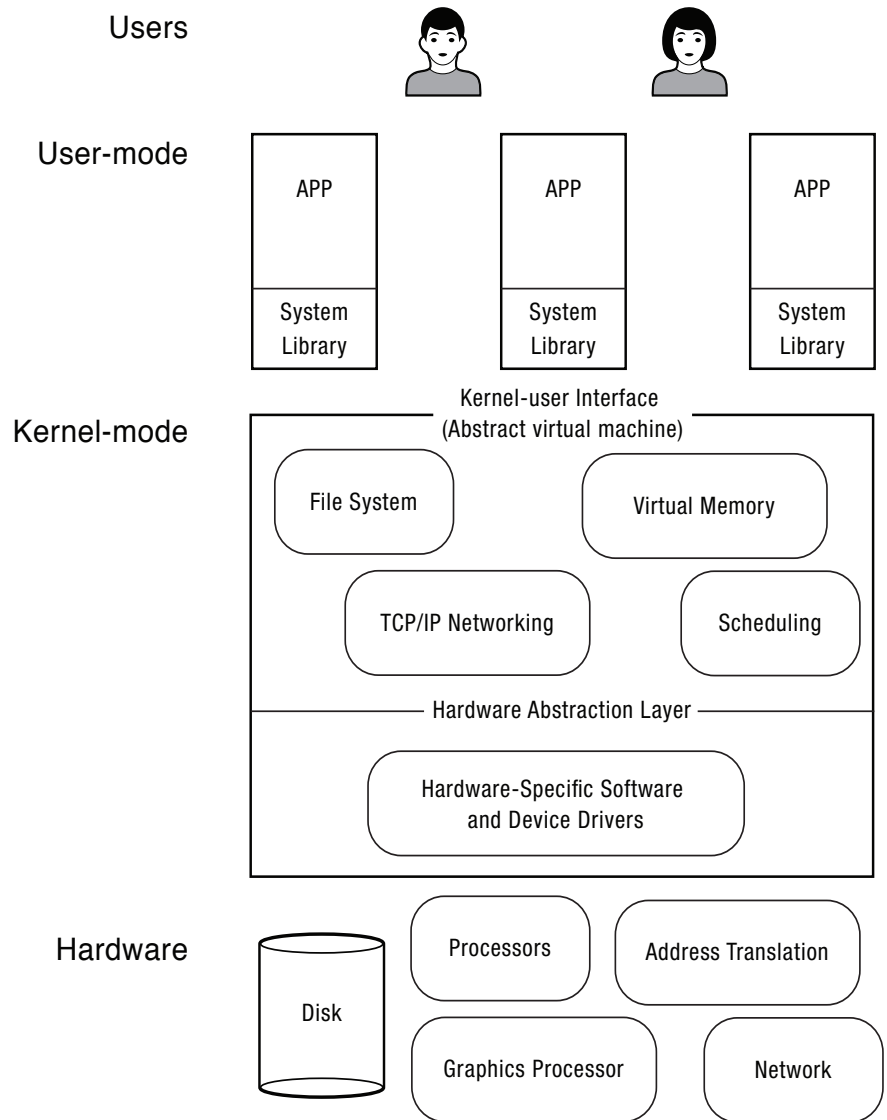 Users
User-mode
APP
APP
APP
System
Library
System
Library
System
Library
Kernel-mode
Kernel-user Interface
(Abstract virtual machine)
File System
Virtual Memory
TCP/IP Networking
Scheduling
Hardware Abstraction Layer
Hardware-Specific Software
and Device Drivers
Hardware
Disk
Processors
Address Translation
Graphics Processor
Network